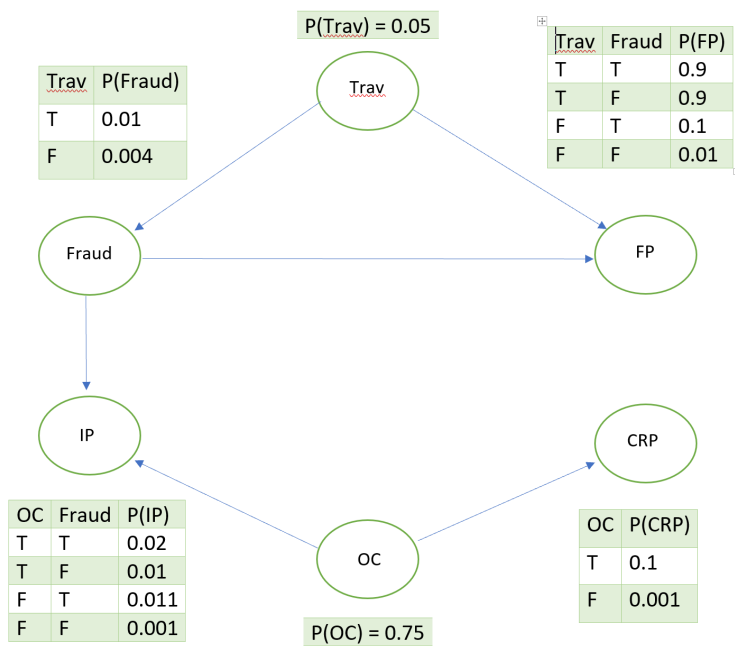 P(Trav) = 0.05
Trav P(Fraud)
T 0.01
F 0.004
Trav Fraud P(FP)
T T 0.9
T F 0.9
F T 0.1
F F 0.01
Trav
Fraud
FP
IP
CRP
OC
OC Fraud P(IP)
T T 0.02
T F 0.01
F T 0.011
F F 0.001
OC P(CRP)
T 0.1
F 0.001
P(OC) = 0.75